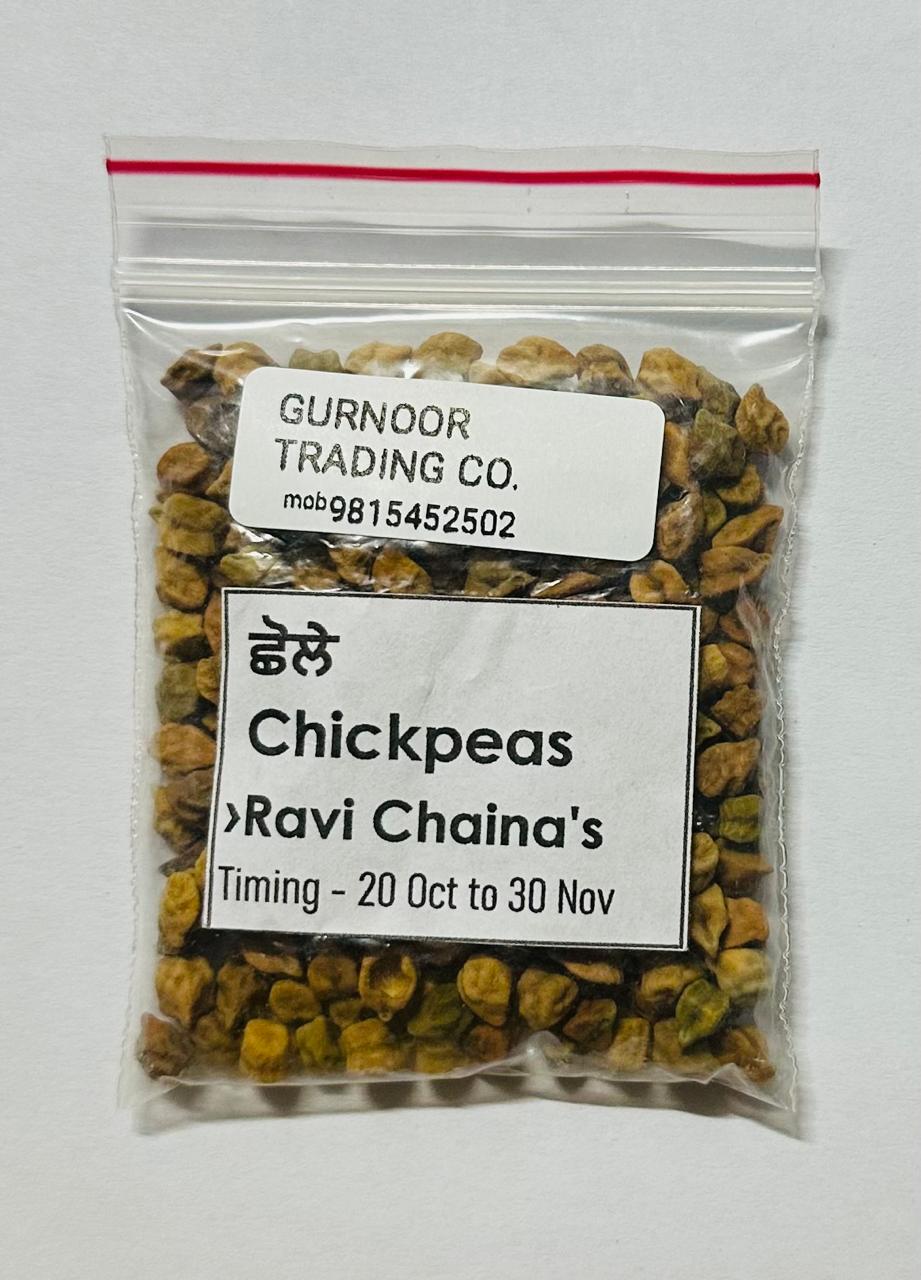 GURNOOR
TRADING CO.
mob9815452502
ਛੋਲੇ
Chickpeas
›Ravi Chaina's
Timing - 20 Oct to 30 Nov